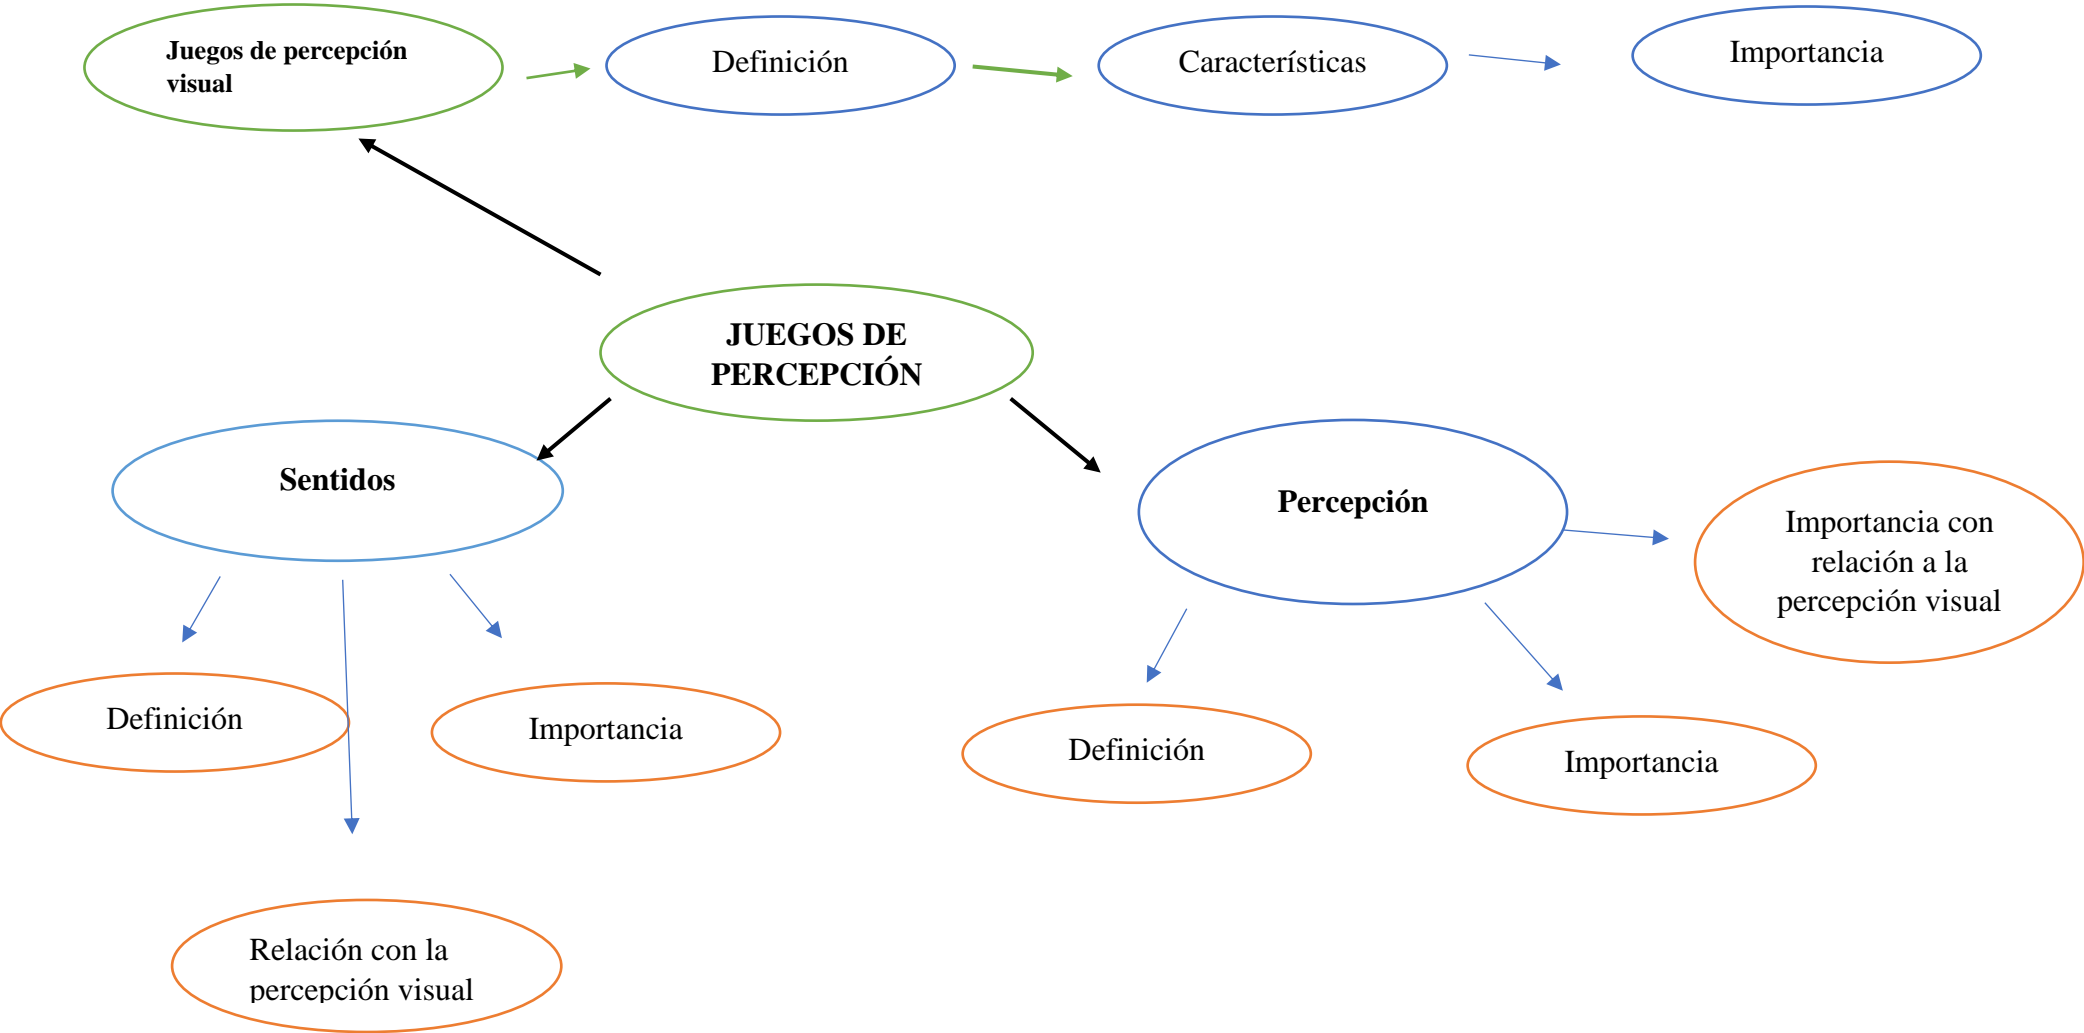 Juegos de percepción
visual
Definición
Características
Importancia
JUEGOS DE
PERCEPCIÓN
Sentidos
Percepción
Importancia con
relación a la
percepción visual
Definición
Importancia
Definición
Importancia
Relación con la
percepción visual